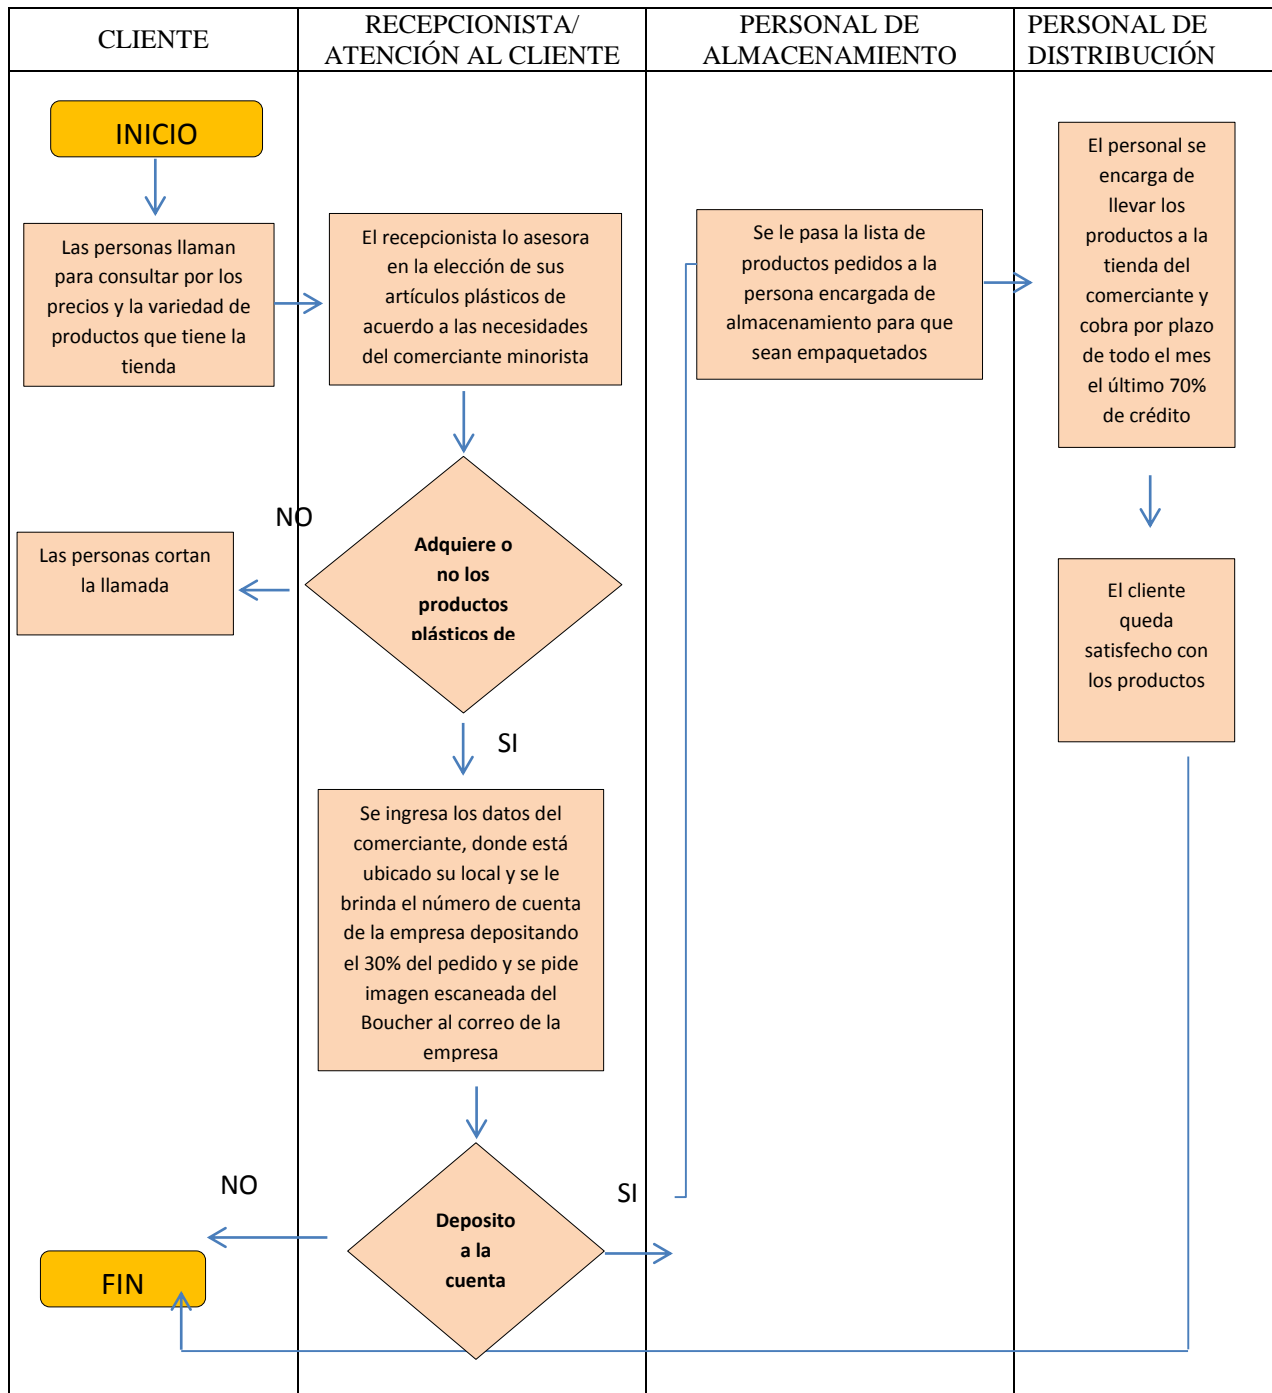 CLIENTE
RECEPCIONISTA/
ATENCIÓN AL CLIENTE
PERSONAL DE
ALMACENAMIENTO
PERSONAL DE
DISTRIBUCIÓN
INICIO
Las personas llaman
para consultar por los
precios y la variedad de
productos que tiene la
tienda
El recepcionista lo asesora
en la elección de sus
artículos plásticos de
acuerdo a las necesidades
del comerciante minorista
Se le pasa la lista de
productos pedidos a la
persona encargada de
almacenamiento para que
sean empaquetados
El personal se
encarga de
llevar los
productos a la
tienda del
comerciante y
cobra por plazo
de todo el mes
el último 70%
de crédito
NO
Las personas cortan
la llamada
Adquiere o
no los
productos
plásticos de
El cliente
queda
satisfecho con
los productos
SI
Se ingresa los datos del
comerciante, donde está
ubicado su local y se le
brinda el número de cuenta
de la empresa depositando
el 30% del pedido y se pide
imagen escaneada del
Boucher al correo de la
empresa
NO
SI
Deposito
a la
cuenta
FIN